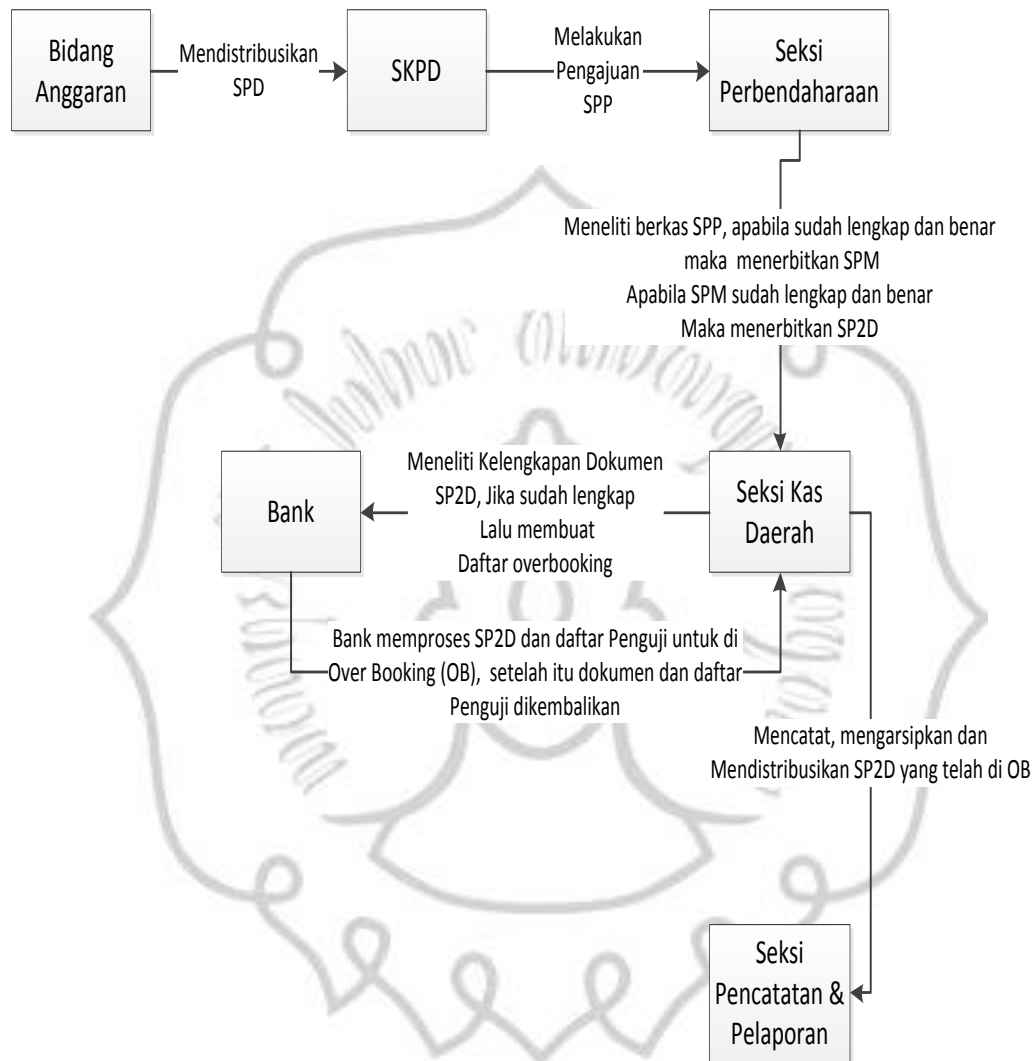 Bidang
Anggaran
Mendistribusikan
SPD
SKPD
Melakukan
Pengajuan
SPP
Seksi
Perbendaharaan
Meneliti berkas SPP, apabila sudah lengkap dan benar
maka menerbitkan SPM
Apabila SPM sudah lengkap dan benar
Maka menerbitkan SP2D
Bank
Meneliti Kelengkapan Dokumen
SP2D, Jika sudah lengkap
Lalu membuat
Daftar overbooking
Seksi Kas
Daerah
Bank memproses SP2D dan daftar Penguji untuk di
Over Booking (OB), setelah itu dokumen dan daftar
Penguji dikembalikan
Mencatat, mengarsipkan dan
Mendistribusikan SP2D yang telah di OB
Seksi
Pencatatan &
Pelaporan